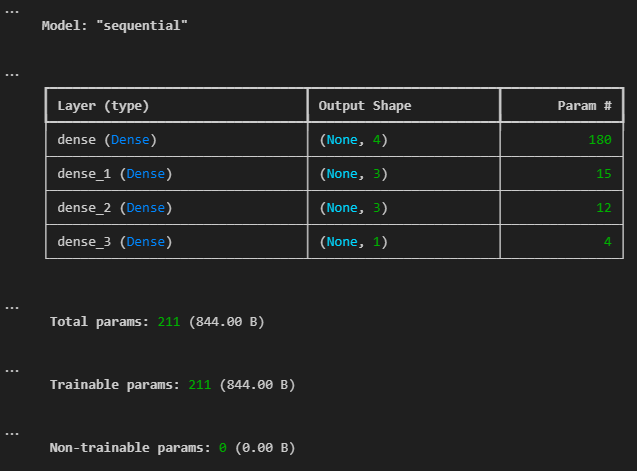 ...
Model: "sequential"
...
Layer (type) Output Shape Param #
dense (Dense) (None, 4) 180
dense_1 (Dense) (None, 3) 15
dense_2 (Dense) (None, 3) 12
dense_3 (Dense) (None, 1) 4
...
Total params: 211 (844.00 B)
...
Trainable params: 211 (844.00 B)
...
Non-trainable params: 0 (0.00 B)